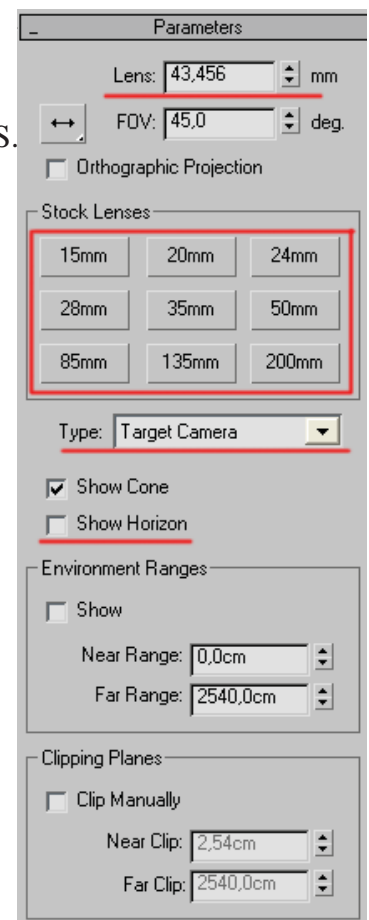 - Parameters
Lens: 43,456 mm
s.
FOV: 45,0 deg.
Orthographic Projection
Stock Lenses
15mm 20mm 24mm
28mm 35mm 50mm
85mm 135mm 200mm
Type: Target Camera
Show Cone
Show Horizon
Environment Ranges
Show
Near Range: 0,0cm
Far Range: 2540,0cm
Clipping Planes
Clip Manually
Near Clip: 2,54cm
Far Clip: 2540,0cm